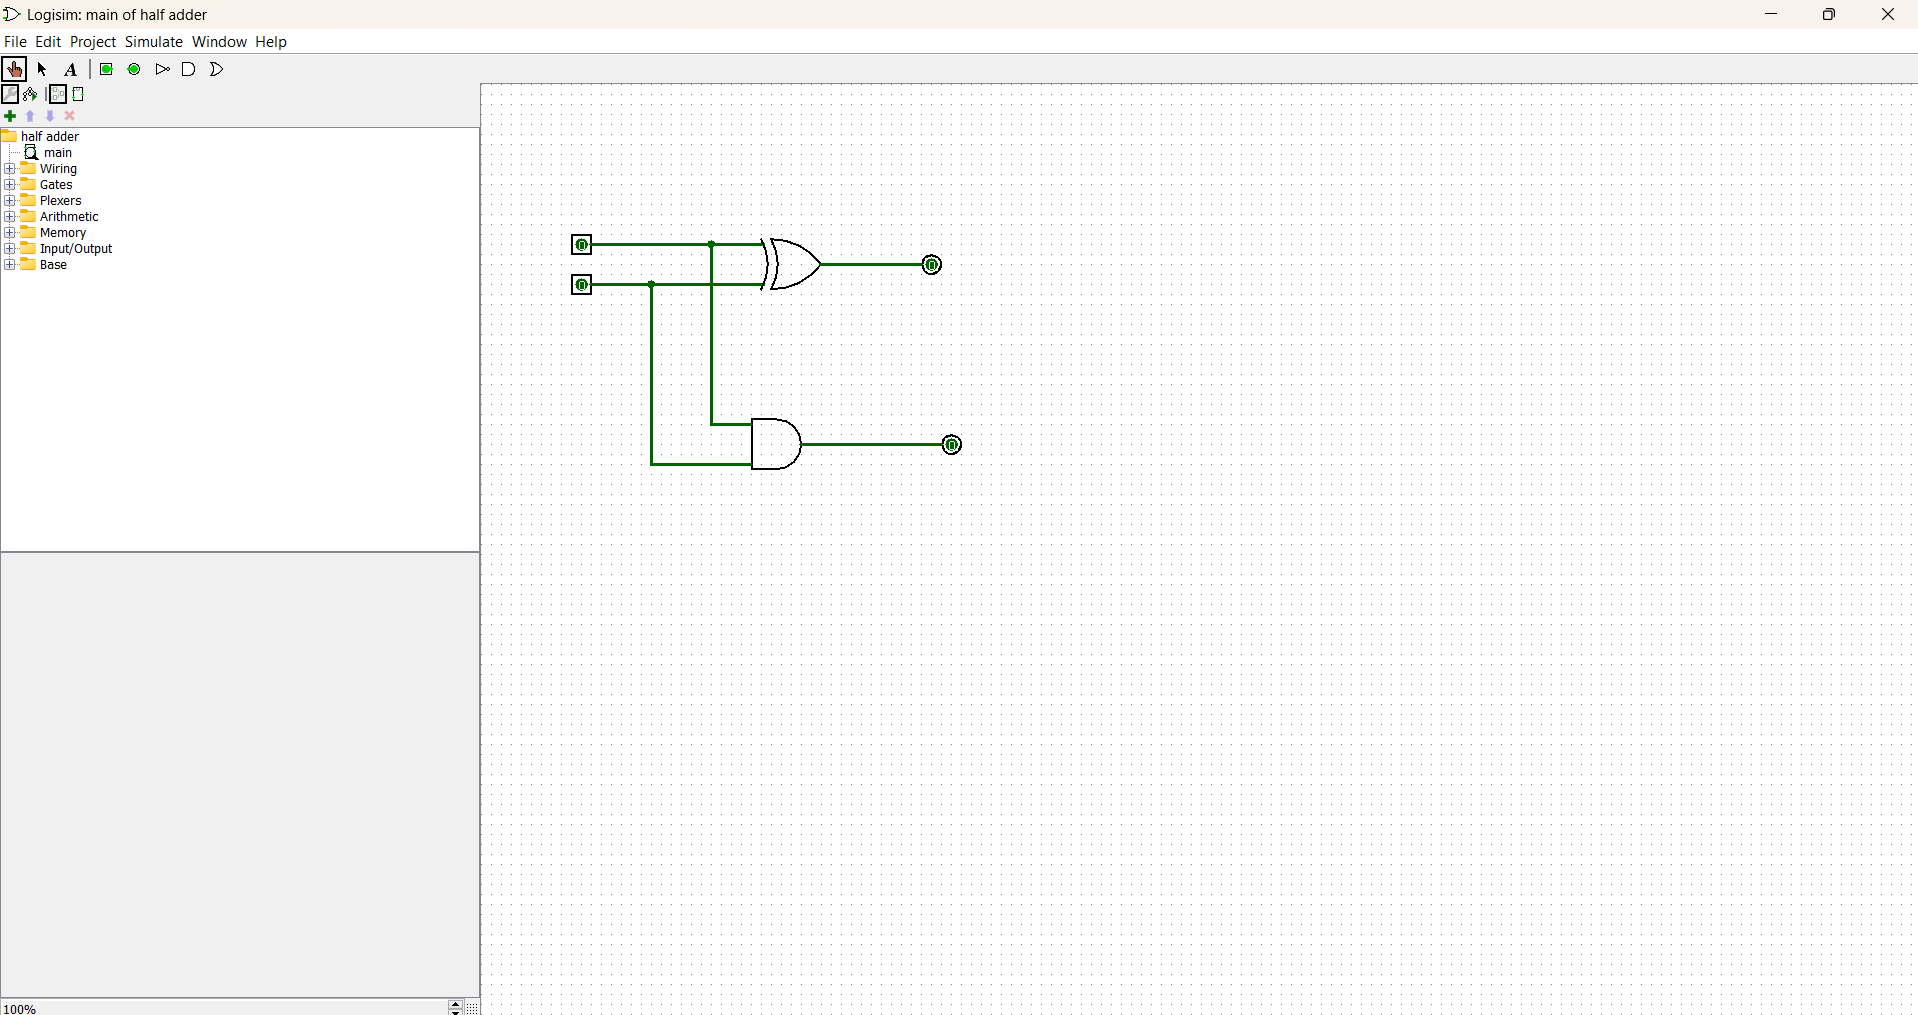 Logisim: main of half adder
File Edit Project Simulate Window Help
A
half adder
main
Wiring
Gates
Plexers
Arithmetic
Memory
Input/Output
Base
0
0
0
0
100%